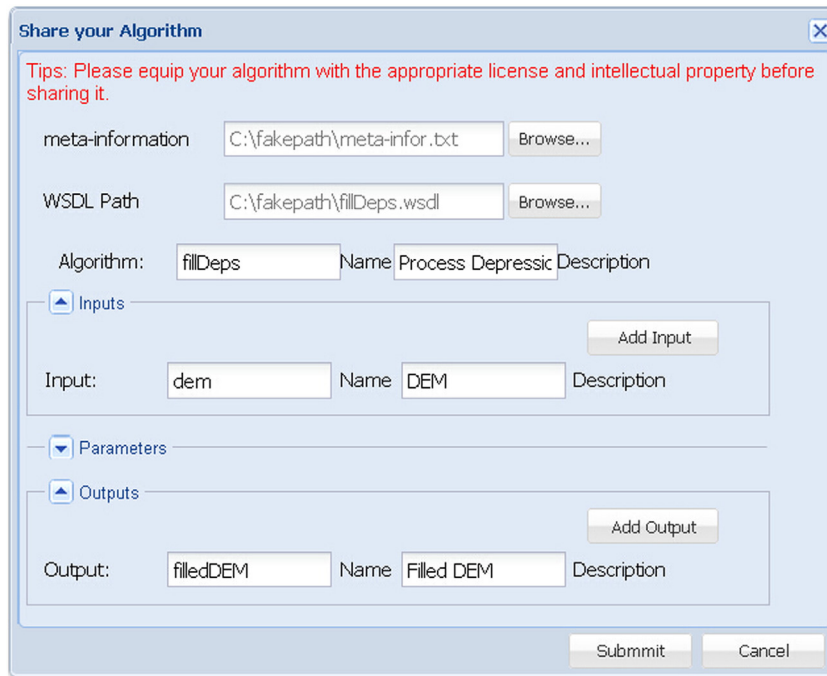 Share your Algorithm
Tips: Please equip your algorithm with the appropriate license and intellectual property before
sharing it.
meta-information C:\fakepath\meta-infor.txt Browse...
WSDL Path C:\fakepath\fillDeps.wsdl Browse...
Algorithm: fillDeps Name Process Depressic Description
Inputs
Add Input
Input: dem Name DEM Description
Parameters
Outputs
Add Output
Output: filledDEM Name Filled DEM Description
Submmit Cancel